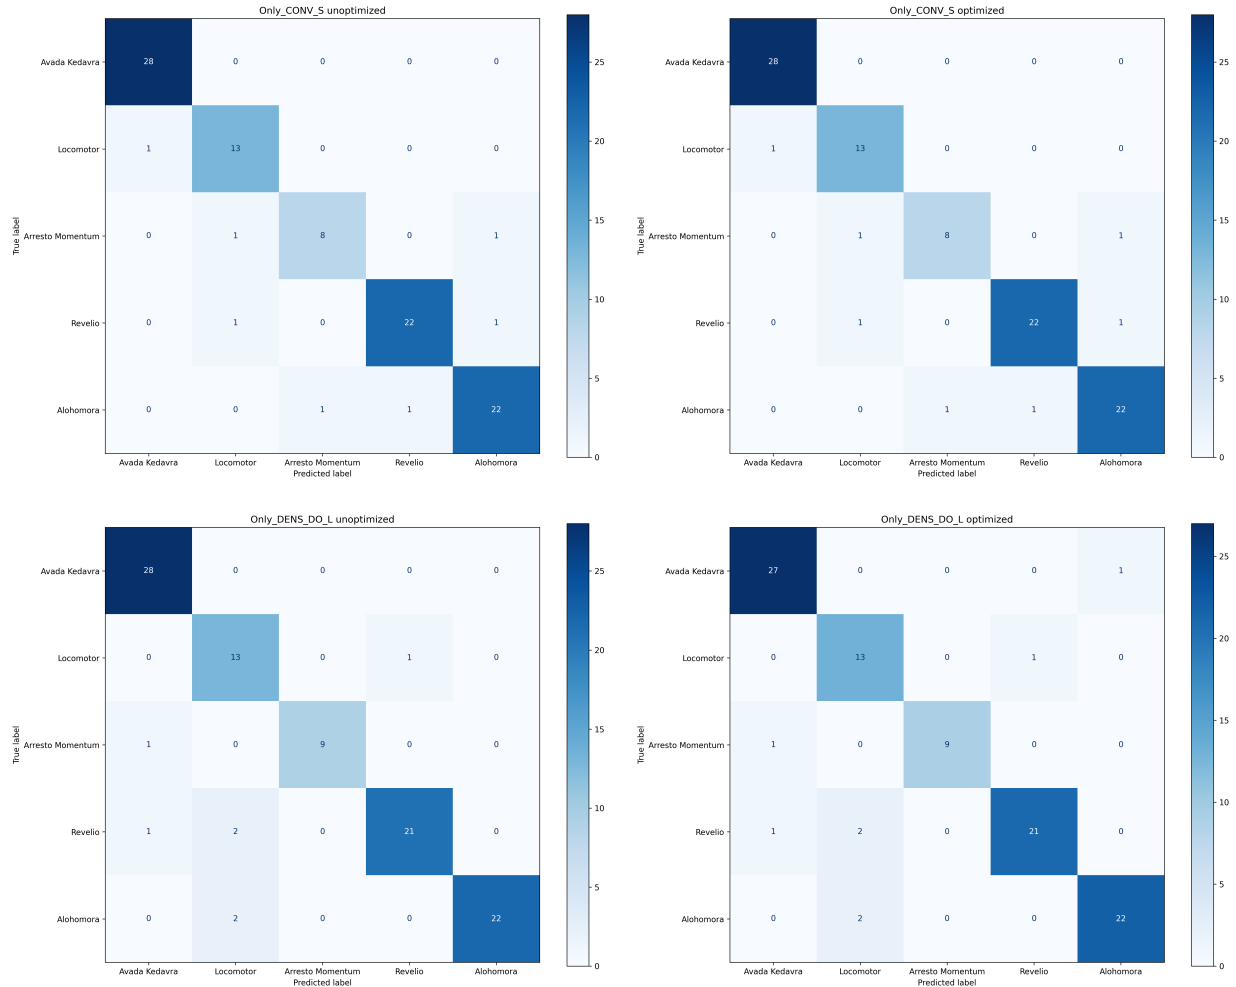 Only_CONV_S unoptimized
Avada Kedavra 28 0 0 0 0
Locomotor 1 13 0 0 0
Arresto Momentum 0 1 8 0 1
Revelio 0 1 0 22 1
Alohomora 0 0 1 1 22
Avada Kedavra Locomotor Arresto Momentum Revelio Alohomora
Predicted label
True label
25
20
15
10
5
0
Only_CONV_S optimized
Avada Kedavra 28 0 0 0 0
Locomotor 1 13 0 0 0
Arresto Momentum 0 1 8 0 1
Revelio 0 1 0 22 1
Alohomora 0 0 1 1 22
Avada Kedavra Locomotor Arresto Momentum Revelio Alohomora
Predicted label
True label
25
20
15
10
5
0
Only_DENS_DO_L unoptimized
Avada Kedavra 28 0 0 0 0
Locomotor 0 13 0 1 0
Arresto Momentum 1 0 9 0 0
Revelio 1 2 0 21 0
Alohomora 0 2 0 0 22
Avada Kedavra Locomotor Arresto Momentum Revelio Alohomora
Predicted label
True label
25
20
15
10
5
0
Only_DENS_DO_L optimized
Avada Kedavra 27 0 0 0 1
Locomotor 0 13 0 1 0
Arresto Momentum 1 0 9 0 0
Revelio 1 2 0 21 0
Alohomora 0 2 0 0 22
Avada Kedavra Locomotor Arresto Momentum Revelio Alohomora
Predicted label
True label
25
20
15
10
5
0